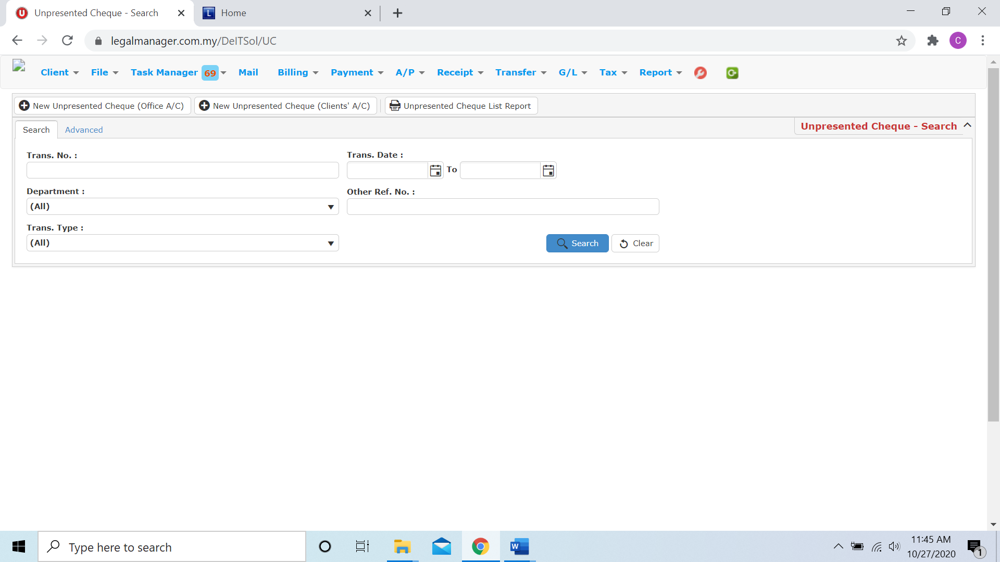 Unpresented Cheque - Search
Home
legalmanager.com.my/DeITSol/UC
Client File Task Manager 69 Mail Billing Payment A/P Receipt Transfer G/L Tax Report
New Unpresented Cheque (Office A/C) New Unpresented Cheque (Clients' A/C) Unpresented Cheque List Report
Search Advanced Unpresented Cheque - Search
Trans. No. : Trans. Date :
To
Department : Other Ref. No. :
(All)
Trans. Type :
(All) Search Clear
Type here to search
11:45 AM
10/27/2020
1